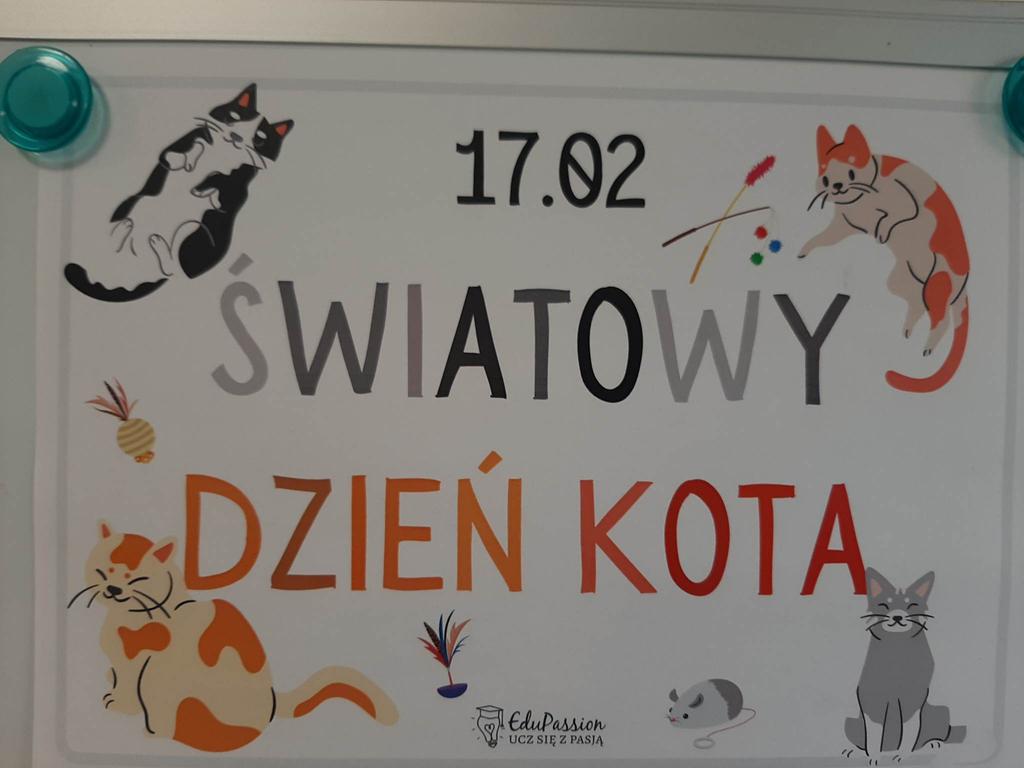 17.02
ŚWIATOWY
DZIEŃ KOTA
EduPassion
UCZ SIĘ Z PASJĄ